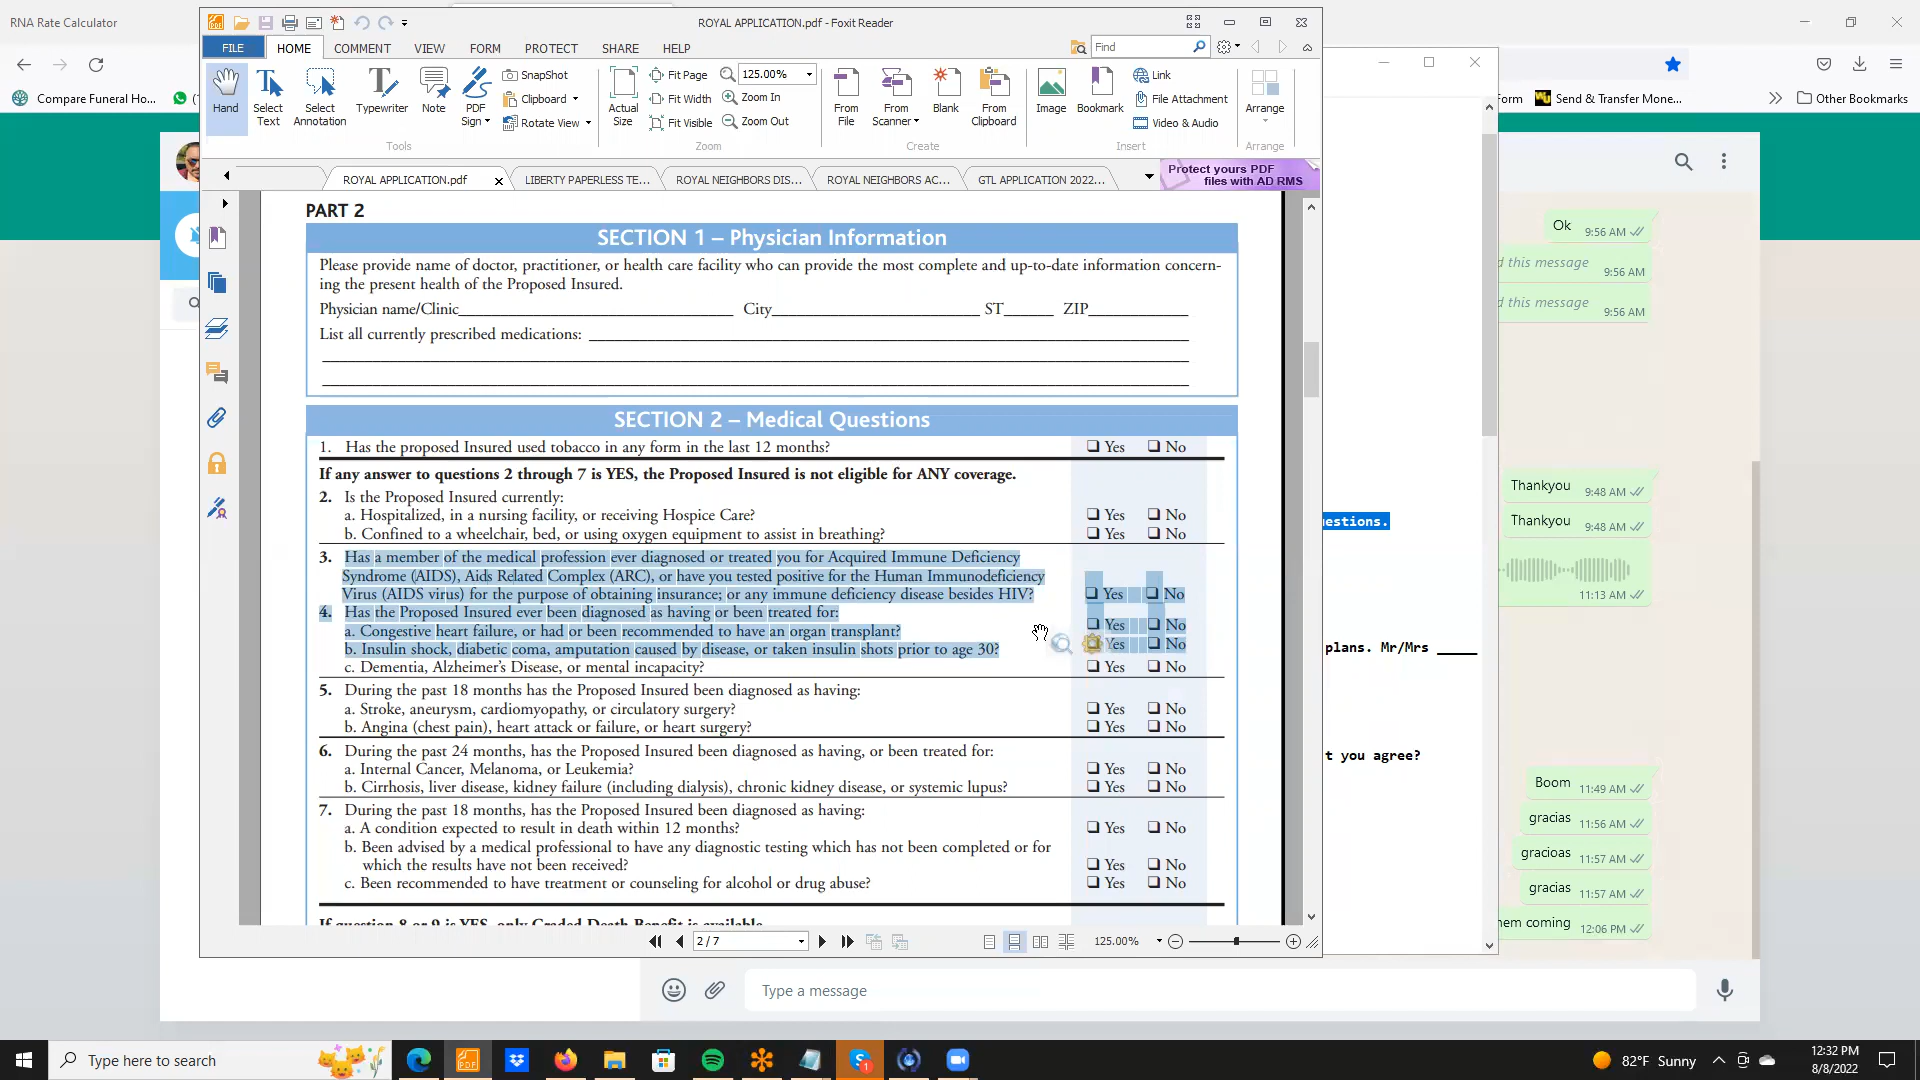 RNA Rate Calculator
ROYAL APPLICATION.pdf - Foxit Reader
FILE
HOME
COMMENT
VIEW
FORM
PROTECT
SHARE
HELP
Find
Hand
Select
Text
Select
Annotation
Typewriter
Note
PDF
Sign
SnapShot
Clipboard
Rotate View
Tools
Actual
Size
Fit Page
Fit Width
Fit Visible
125.00%
Zoom In
Zoom Out
Zoom
From
File
From
Scanner
Blank
From
Clipboard
Create
Image
Bookmark
Link
File Attachment
Video & Audio
Insert
Arrange
Arrange
Compare Funeral Ho...
orm
Send & Transfer Mone...
Other Bookmarks
ROYAL APPLICATION.pdf
LIBERTY PAPERLESS TE...
ROYAL NEIGHBORS DIS...
ROYAL NEIGHBORS AC...
GTL APPLICATION 2022...
Protect yours PDF
files with AD RMS
PART 2
SECTION 1 – Physician Information
Please provide name of doctor, practitioner, or health care facility who can provide the most complete and up-to-date information concern-
ing the present health of the Proposed Insured.
Physician name/Clinic City ST ZIP
List all currently prescribed medications:
SECTION 2 – Medical Questions
1. Has the proposed Insured used tobacco in any form in the last 12 months? Yes No
If any answer to questions 2 through 7 is YES, the Proposed Insured is not eligible for ANY coverage.
2. Is the Proposed Insured currently:
a. Hospitalized, in a nursing facility, or receiving Hospice Care? Yes No
b. Confined to a wheelchair, bed, or using oxygen equipment to assist in breathing? Yes No
3. Has a member of the medical profession ever diagnosed or treated you for Acquired Immune Deficiency
Syndrome (AIDS), Aids Related Complex (ARC), or have you tested positive for the Human Immunodeficiency
Virus (AIDS virus) for the purpose of obtaining insurance; or any immune deficiency disease besides HIV? Yes No
4. Has the Proposed Insured ever been diagnosed as having or been treated for:
a. Congestive heart failure, or had or been recommended to have an organ transplant? Yes No
b. Insulin shock, diabetic coma, amputation caused by disease, or taken insulin shots prior to age 30? Yes No
c. Dementia, Alzheimer's Disease, or mental incapacity? Yes No
5. During the past 18 months has the Proposed Insured been diagnosed as having:
a. Stroke, aneurysm, cardiomyopathy, or circulatory surgery? Yes No
b. Angina (chest pain), heart attack or failure, or heart surgery? Yes No
6. During the past 24 months, has the Proposed Insured been diagnosed as having, or been treated for:
a. Internal Cancer, Melanoma, or Leukemia? Yes No
b. Cirrhosis, liver disease, kidney failure (including dialysis), chronic kidney disease, or systemic lupus? Yes No
7. During the past 18 months, has the Proposed Insured been diagnosed as having:
a. A condition expected to result in death within 12 months? Yes No
b. Been advised by a medical professional to have any diagnostic testing which has not been completed or for
which the results have not been received? Yes No
c. Been recommended to have treatment or counseling for alcohol or drug abuse? Yes No
If question 8 or 9 is YES, only Graded Death Benefit is available
2 / 7
125.00%
uestions.
plans. Mr/Mrs _____
t you agree?
Ok 9:56 AM
d this message
9:56 AM
d this message
9:56 AM
Thankyou 9:48 AM
Thankyou 9:48 AM
11:13 AM
Boom 11:49 AM
gracias 11:56 AM
gracioas 11:57 AM
gracias 11:57 AM
hem coming 12:06 PM
Type a message
Type here to search
82°F Sunny
12:32 PM
8/8/2022